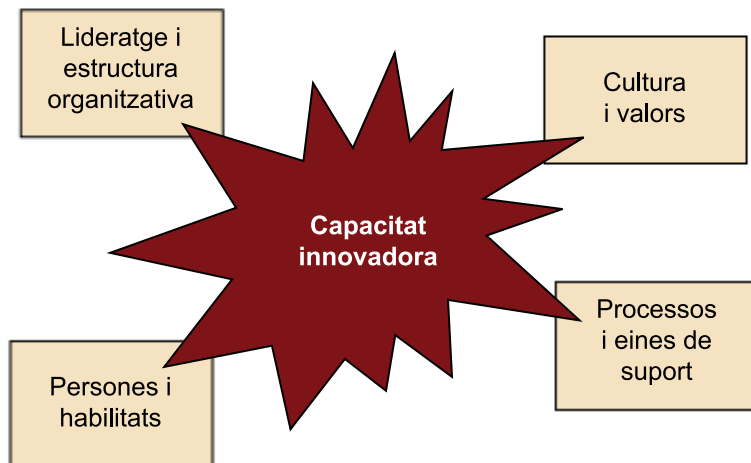 Lideratge i
estructura
organitzativa
Cultura
i valors
Capacitat
innovadora
Persones i
habilitats
Processos
i eines de
suport